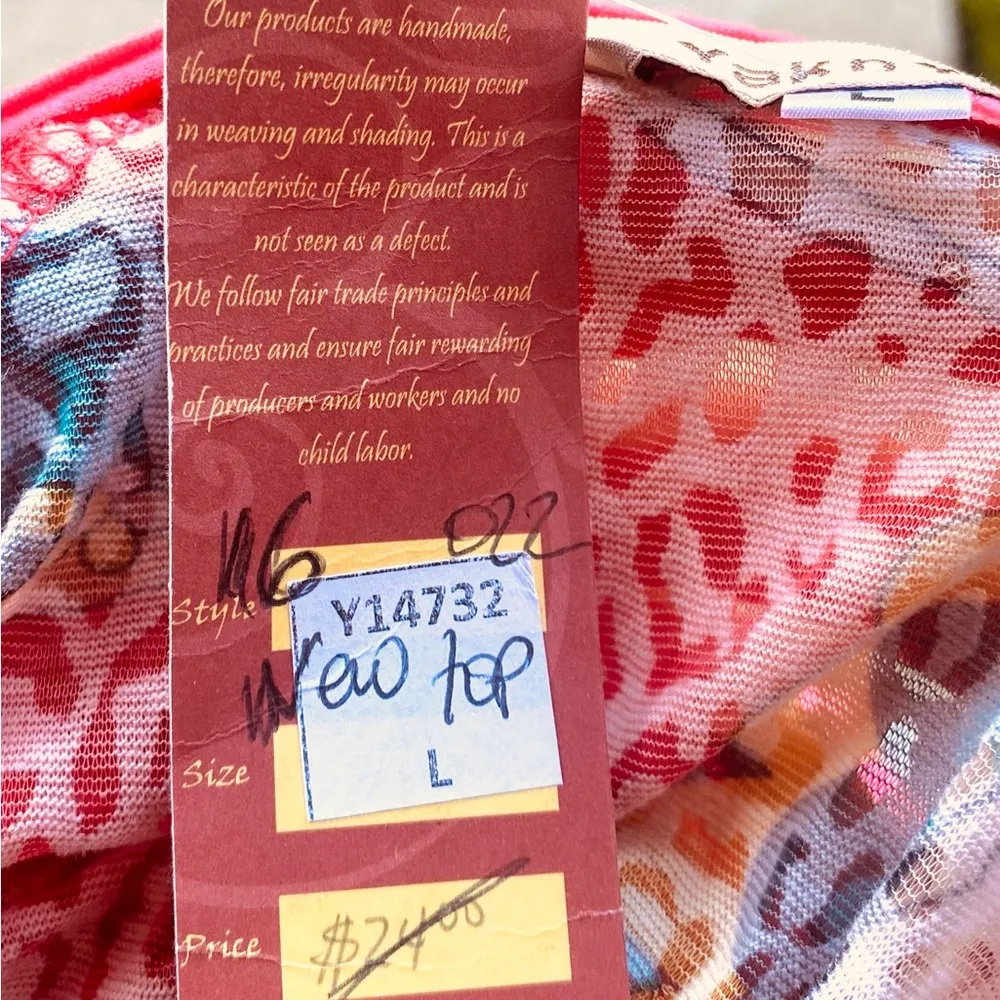 Our products are handmade,
therefore, irregularity may occur
in weaving and shading. This is a
characteristic of the product and is
not seen as a defect.
We follow fair trade principles and
practices and ensure fair rewarding
of producers and workers and no
child labor.
Style
Y14732
top
L
Size
Price $24.00
L